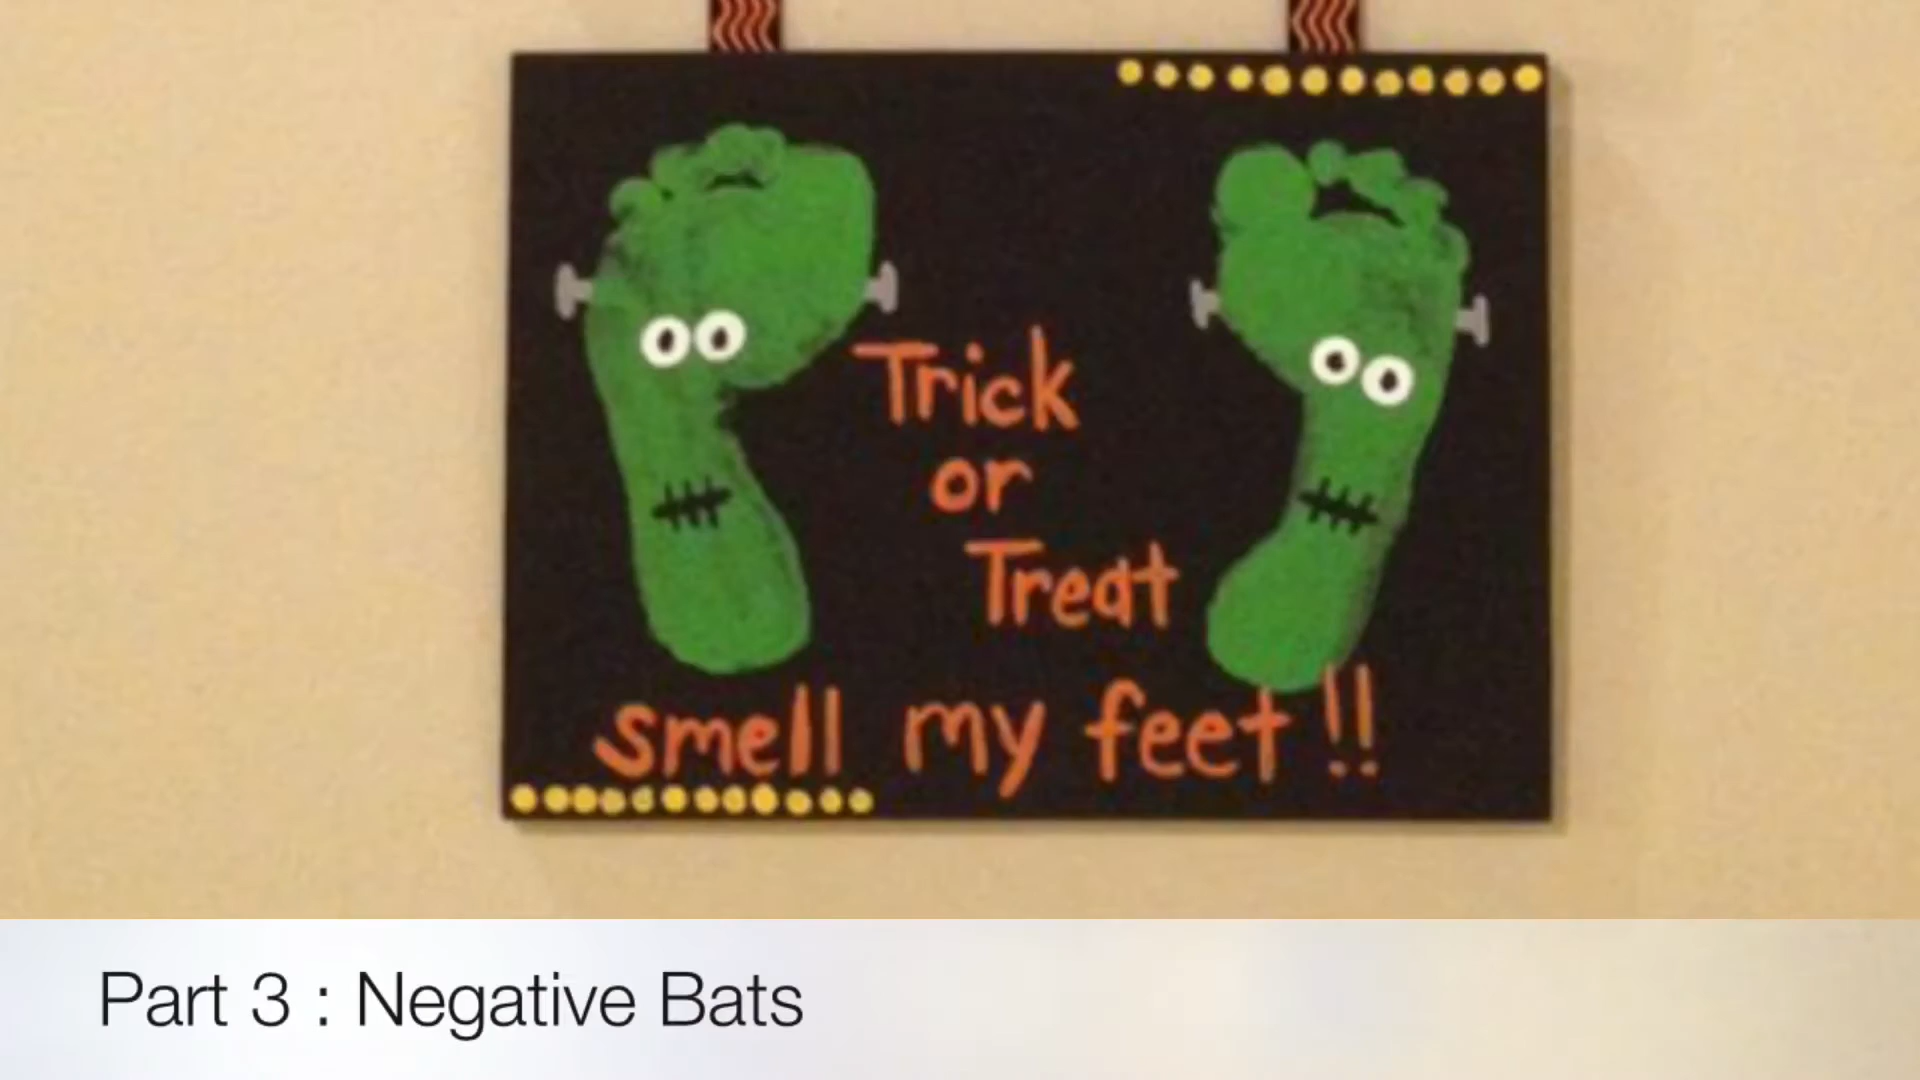 Trick
or
Treat
smell my feet!!
Part 3 : Negative Bats